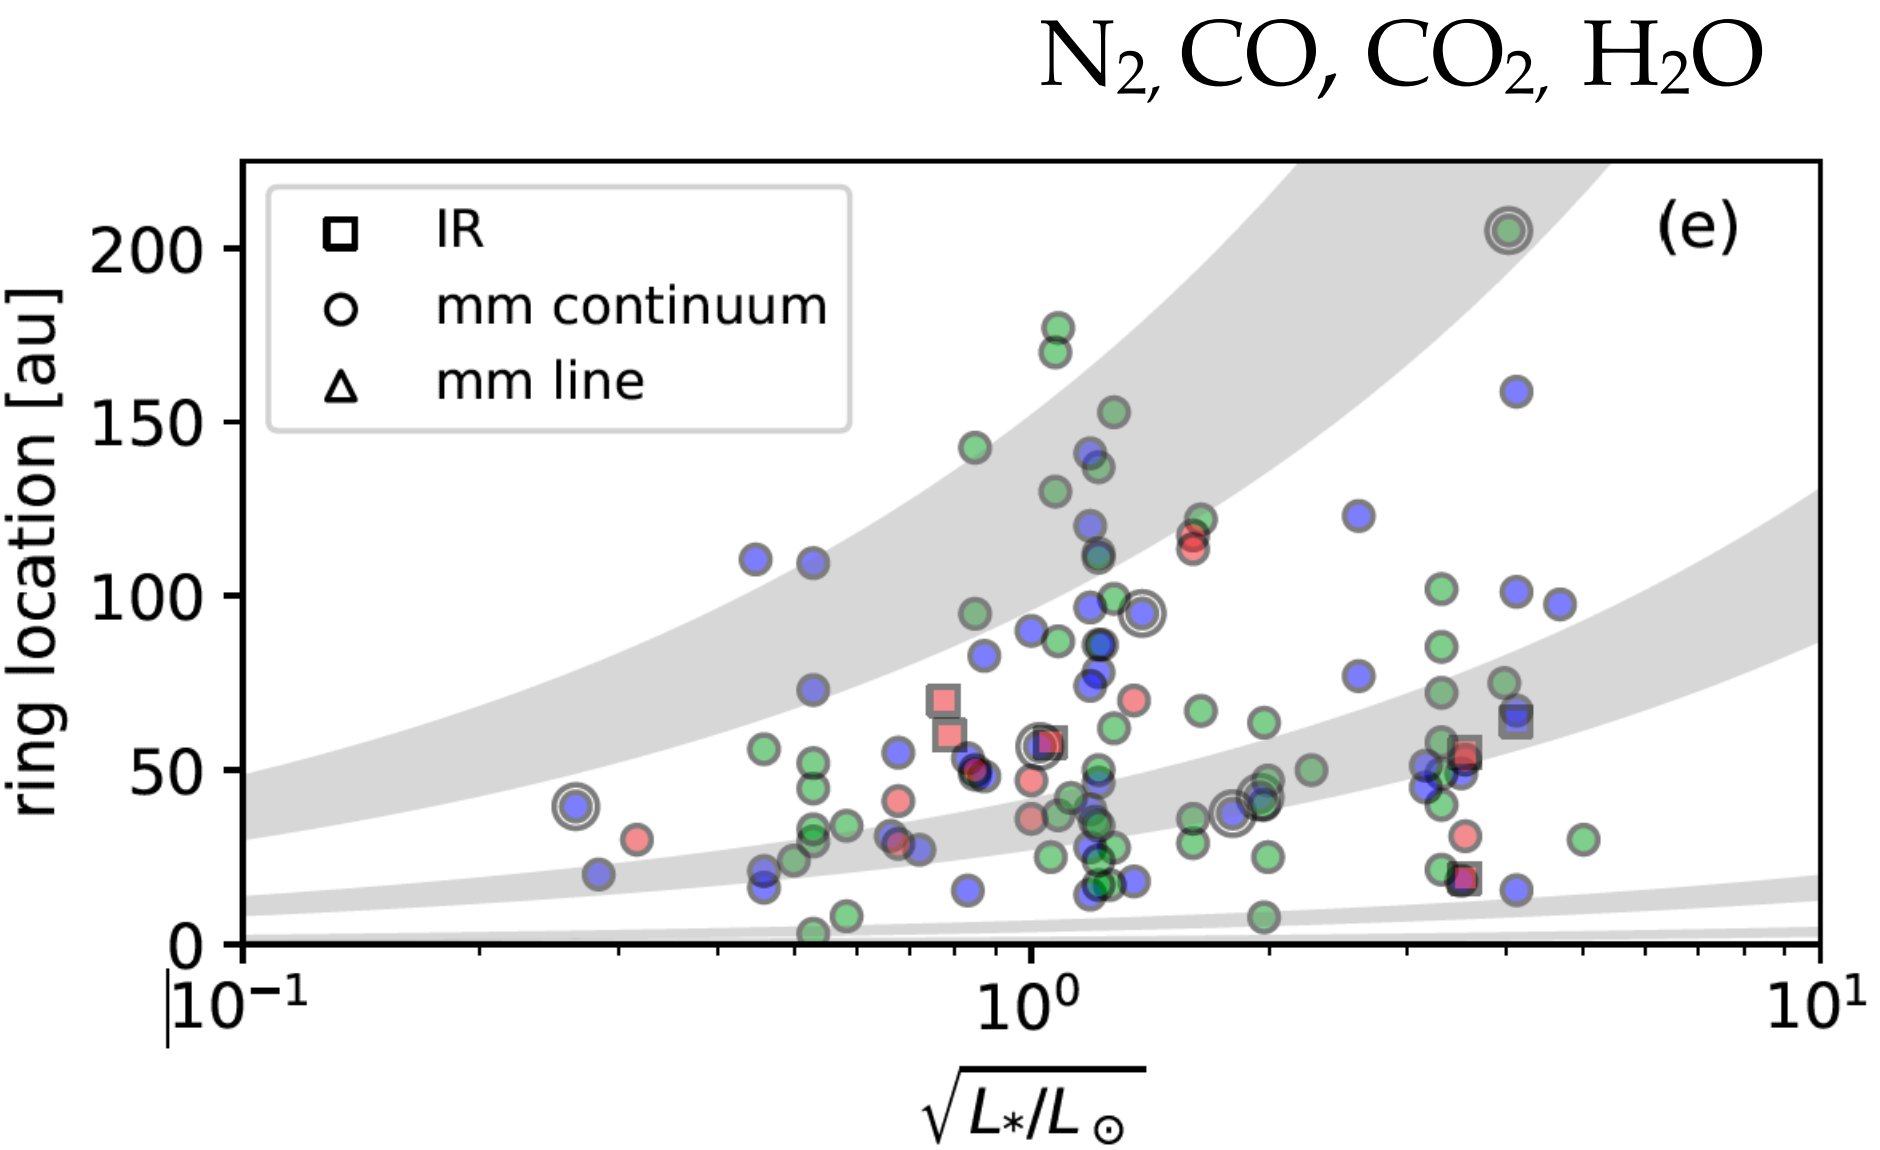 N₂, CO, CO₂, H₂O
(e)
IR
mm continuum
mm line
ring location [au]
200
150
100
50
0
10⁻¹ 10⁰ 10¹
√L*/L☉